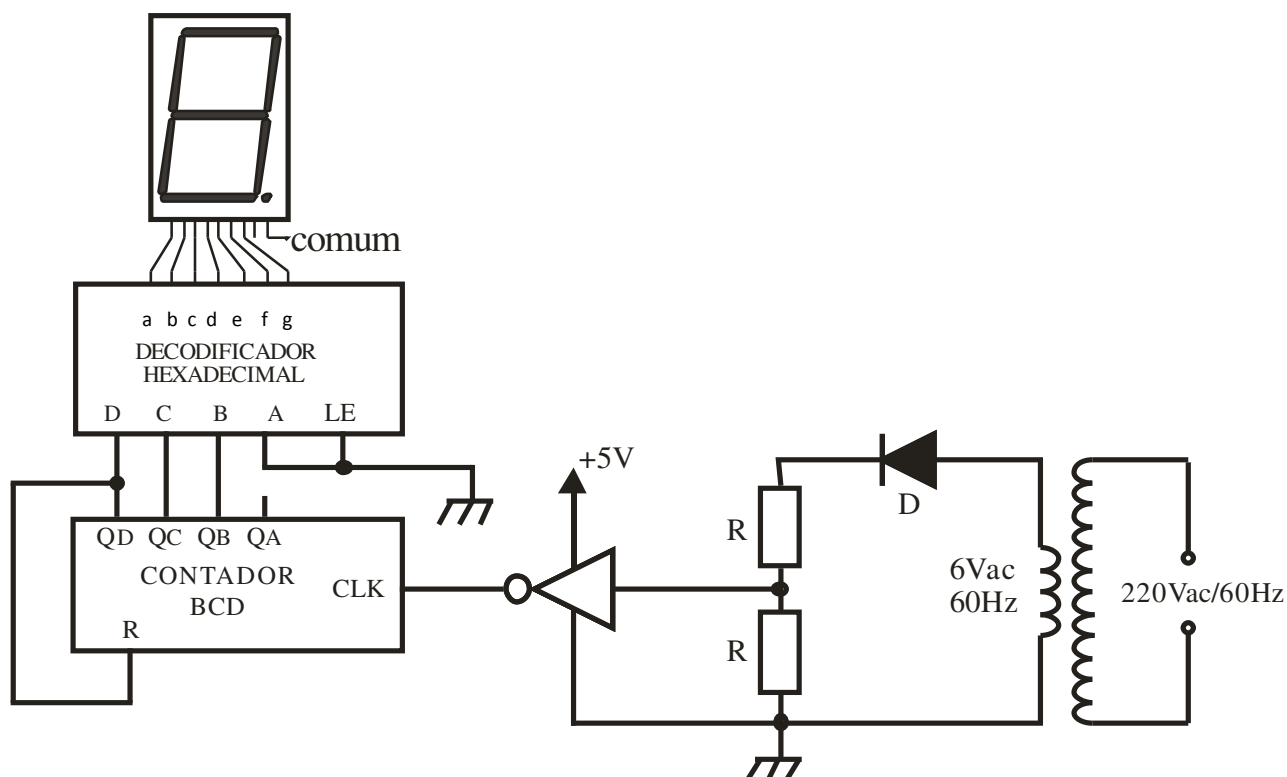 comum
a b c d e f g
DECODIFICADOR
HEXADECIMAL
D C B A LE
+5V
D
R
QD QC QB QA
CONTADOR
BCD
CLK
R
R
6Vac
60Hz
220Vac/60Hz